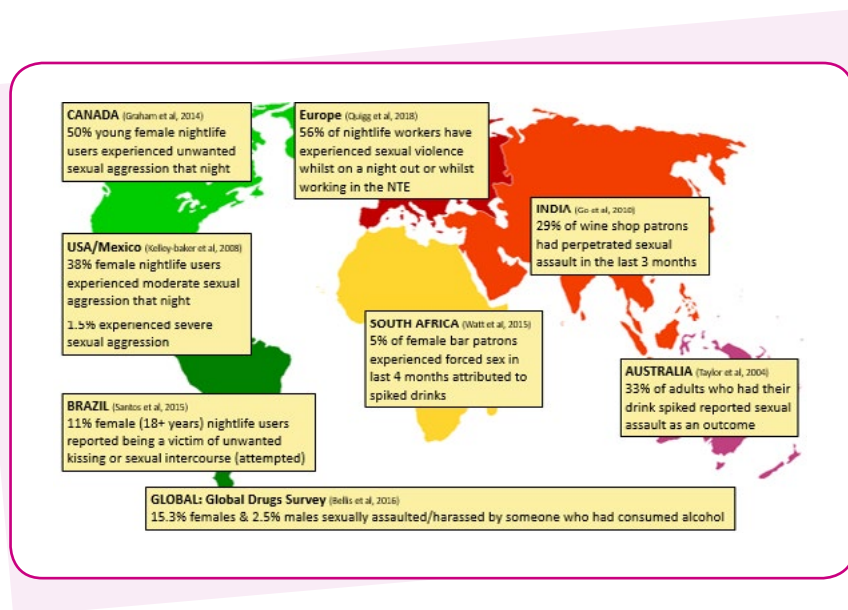 CANADA (Graham et al, 2014)
50% young female nightlife
users experienced unwanted
sexual aggression that night
Europe (Quigg et al, 2018)
56% of nightlife workers have
experienced sexual violence
whilst on a night out or whilst
working in the NTE
INDIA (Go et al, 2010)
29% of wine shop patrons
had perpetrated sexual
assault in the last 3 months
USA/Mexico (Kelley-baker et al, 2008)
38% female nightlife users
experienced moderate sexual
aggression that night
1.5% experienced severe
sexual aggression
SOUTH AFRICA (Watt et al, 2015)
5% of female bar patrons
experienced forced sex in
last 4 months attributed to
spiked drinks
AUSTRALIA (Taylor et al, 2004)
33% of adults who had their
drink spiked reported sexual
assault as an outcome
BRAZIL (Santos et al, 2015)
11% female (18+ years) nightlife users
reported being a victim of unwanted
kissing or sexual intercourse (attempted)
GLOBAL: Global Drugs Survey (Bellis et al, 2016)
15.3% females & 2.5% males sexually assaulted/harassed by someone who had consumed alcohol